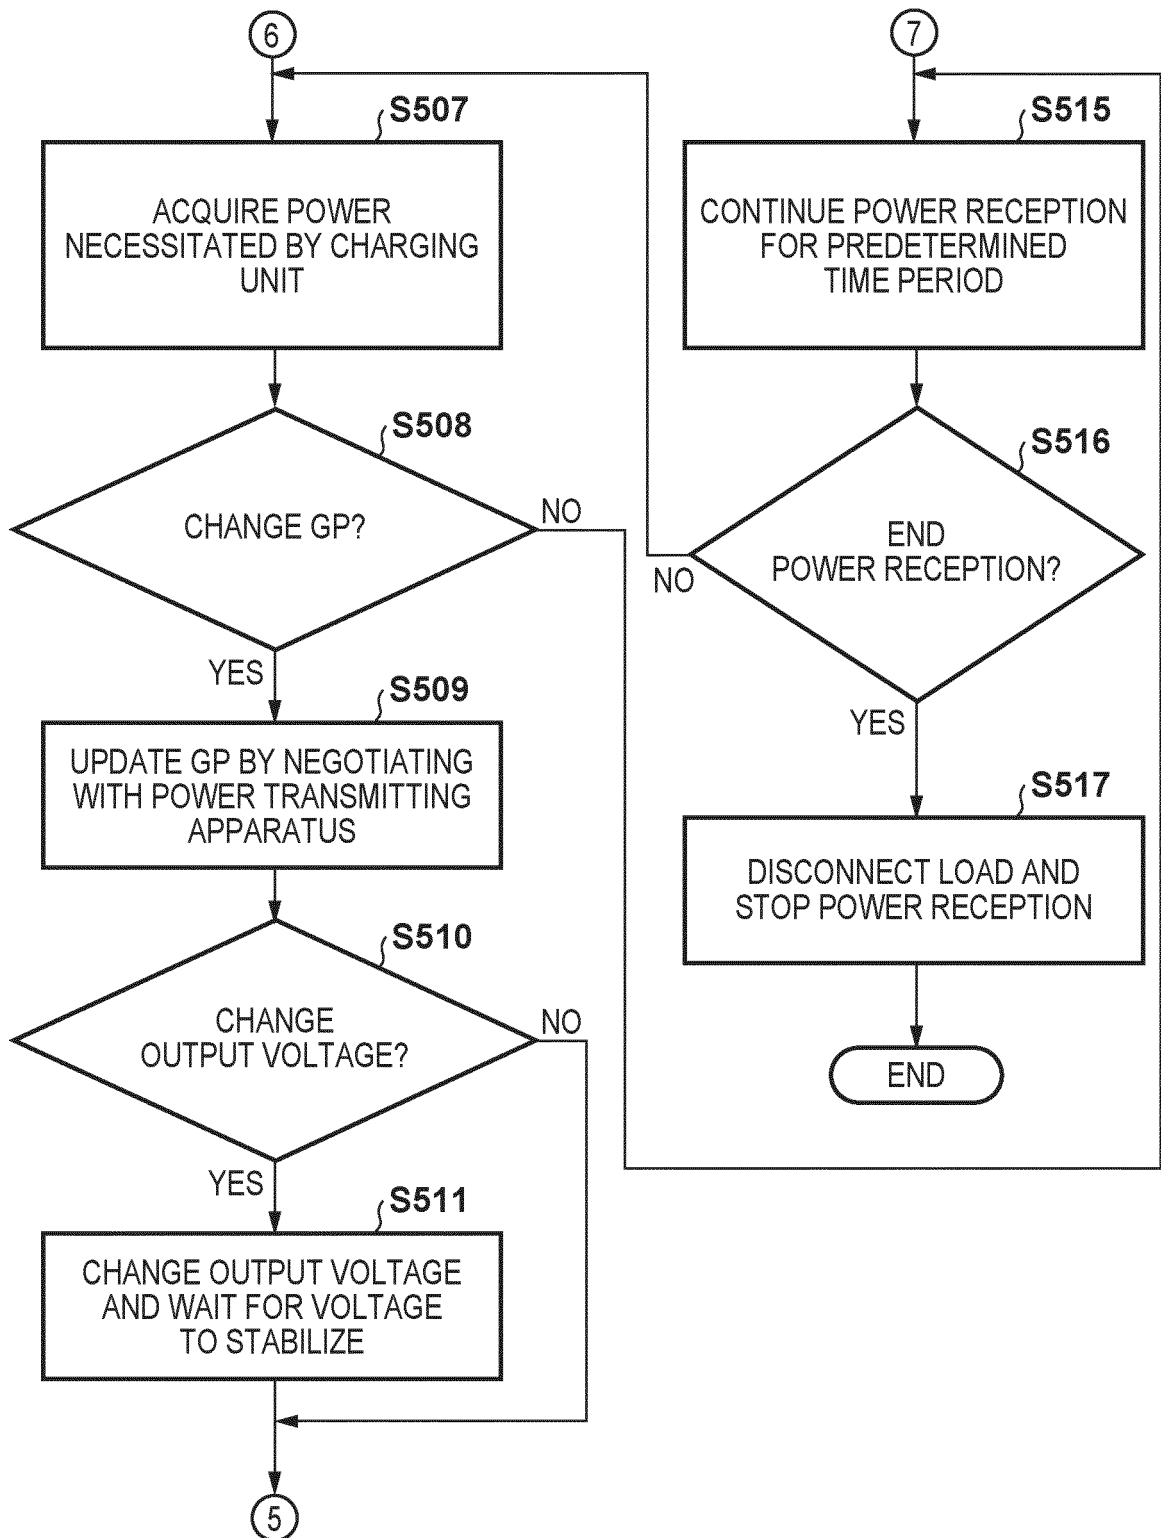 6
S507
ACQUIRE POWER
NECESSITATED BY CHARGING
UNIT
S508
CHANGE GP?
NO
YES
S509
UPDATE GP BY NEGOTIATING
WITH POWER TRANSMITTING
APPARATUS
S510
CHANGE
OUTPUT VOLTAGE?
NO
YES
S511
CHANGE OUTPUT VOLTAGE
AND WAIT FOR VOLTAGE
TO STABILIZE
5
7
S515
CONTINUE POWER RECEPTION
FOR PREDETERMINED
TIME PERIOD
S516
END
POWER RECEPTION?
NO
YES
S517
DISCONNECT LOAD AND
STOP POWER RECEPTION
END